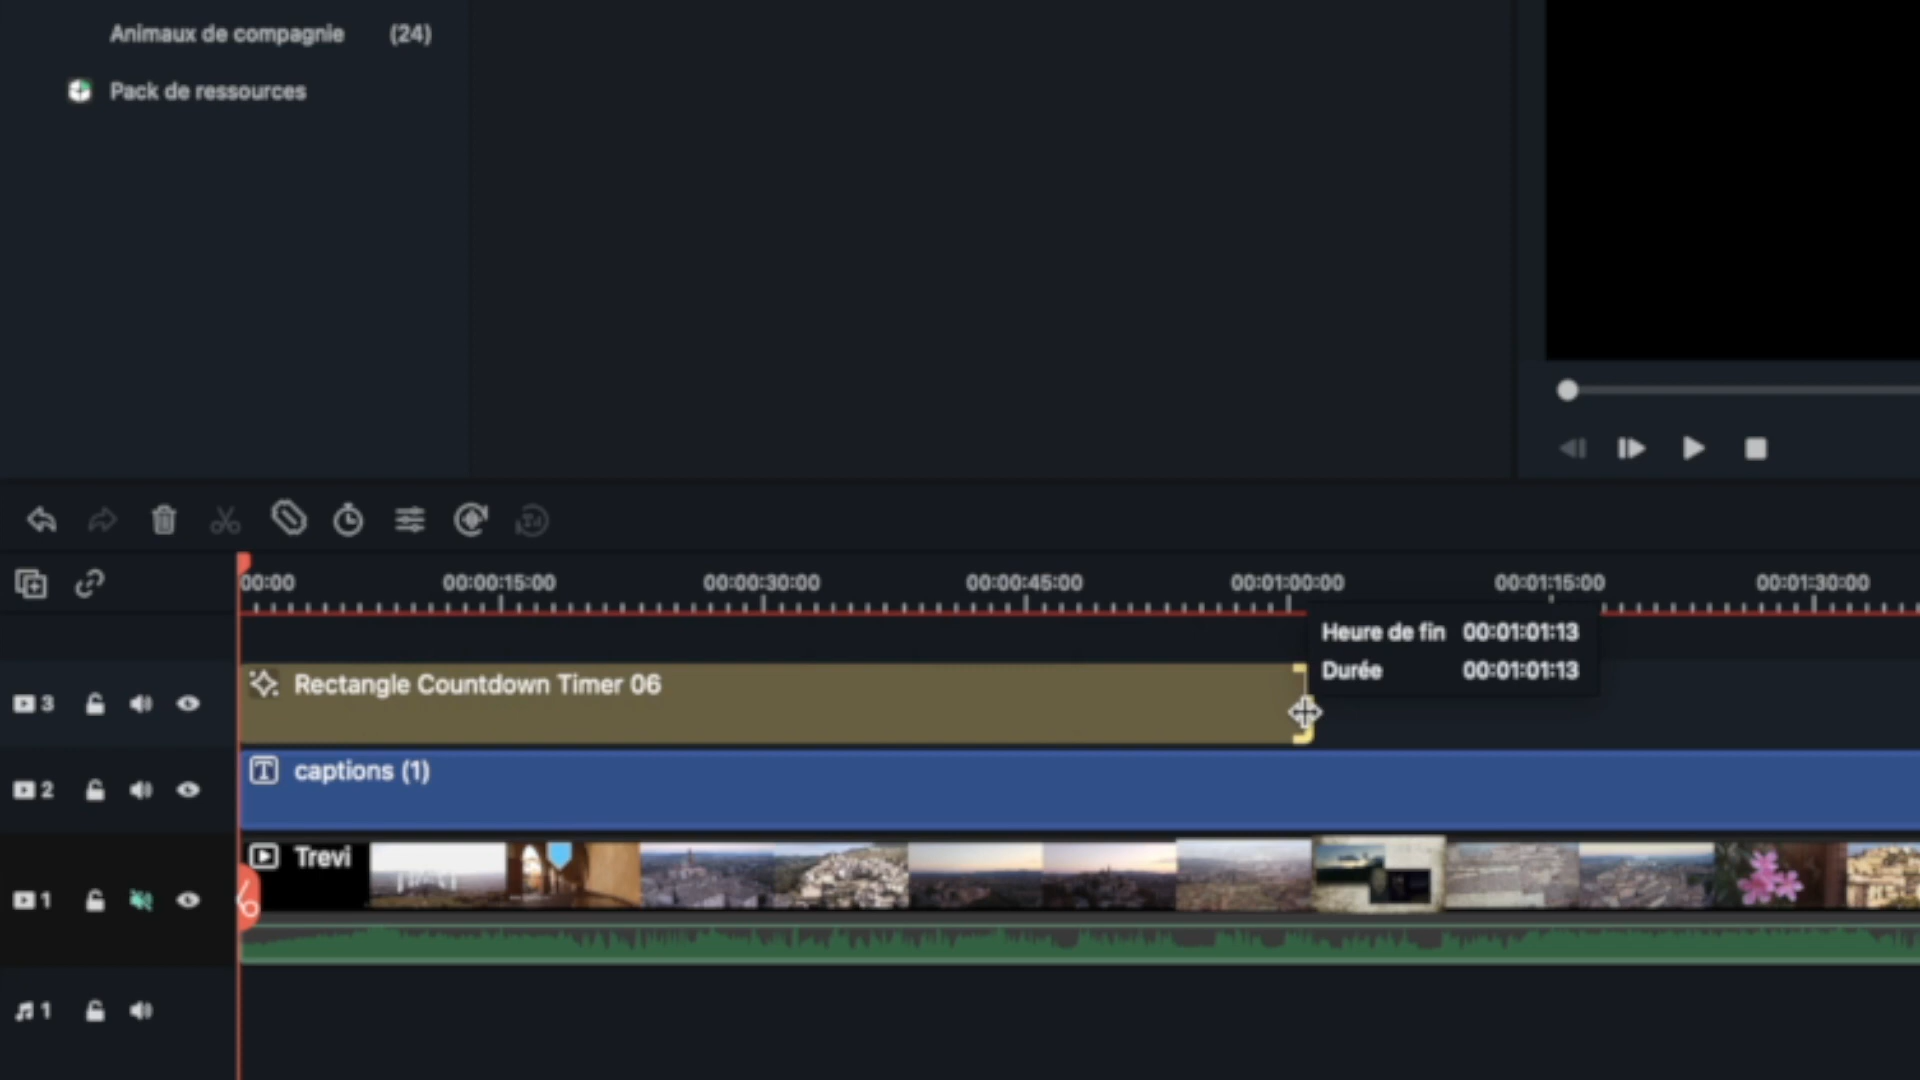 Animaux de compagnie (24)
Pack de ressources
00:00 00:00:15:00 00:00:30:00 00:00:45:00 00:01:00:00 00:01:15:00 00:01:30:00
Heure de fin 00:01:01:13
Durée 00:01:01:13
Rectangle Countdown Timer 06
3
captions (1)
2
Trevi
1
1